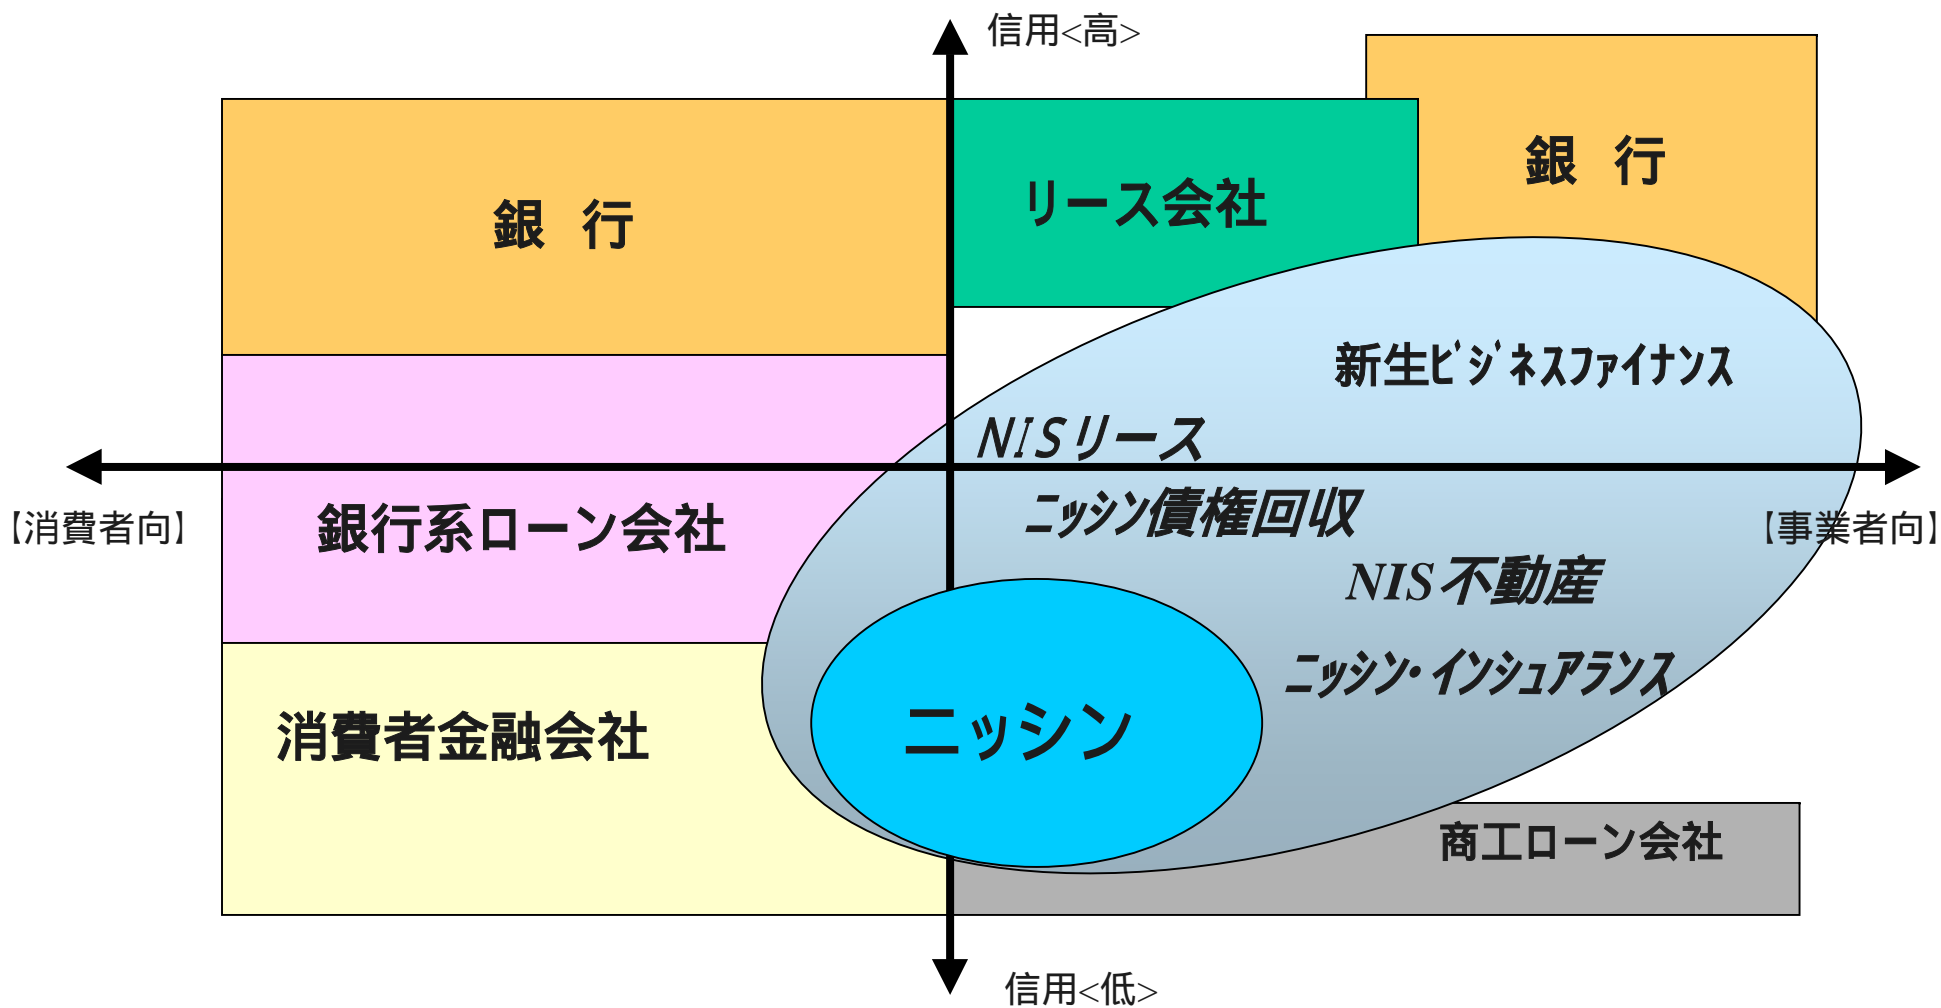 信用<高>
銀 行
リース会社
銀 行
新生ﾋﾞｼﾞﾈｽﾌｧｲﾅﾝｽ
NISリース
ﾆｯｼﾝ債権回収
【消費者向】
銀行系ローン会社
【事業者向】
NIS不動産
ﾆｯｼﾝ・ｲﾝｼｭｱﾗﾝｽ
消費者金融会社
ニッシン
商工ローン会社
信用<低>